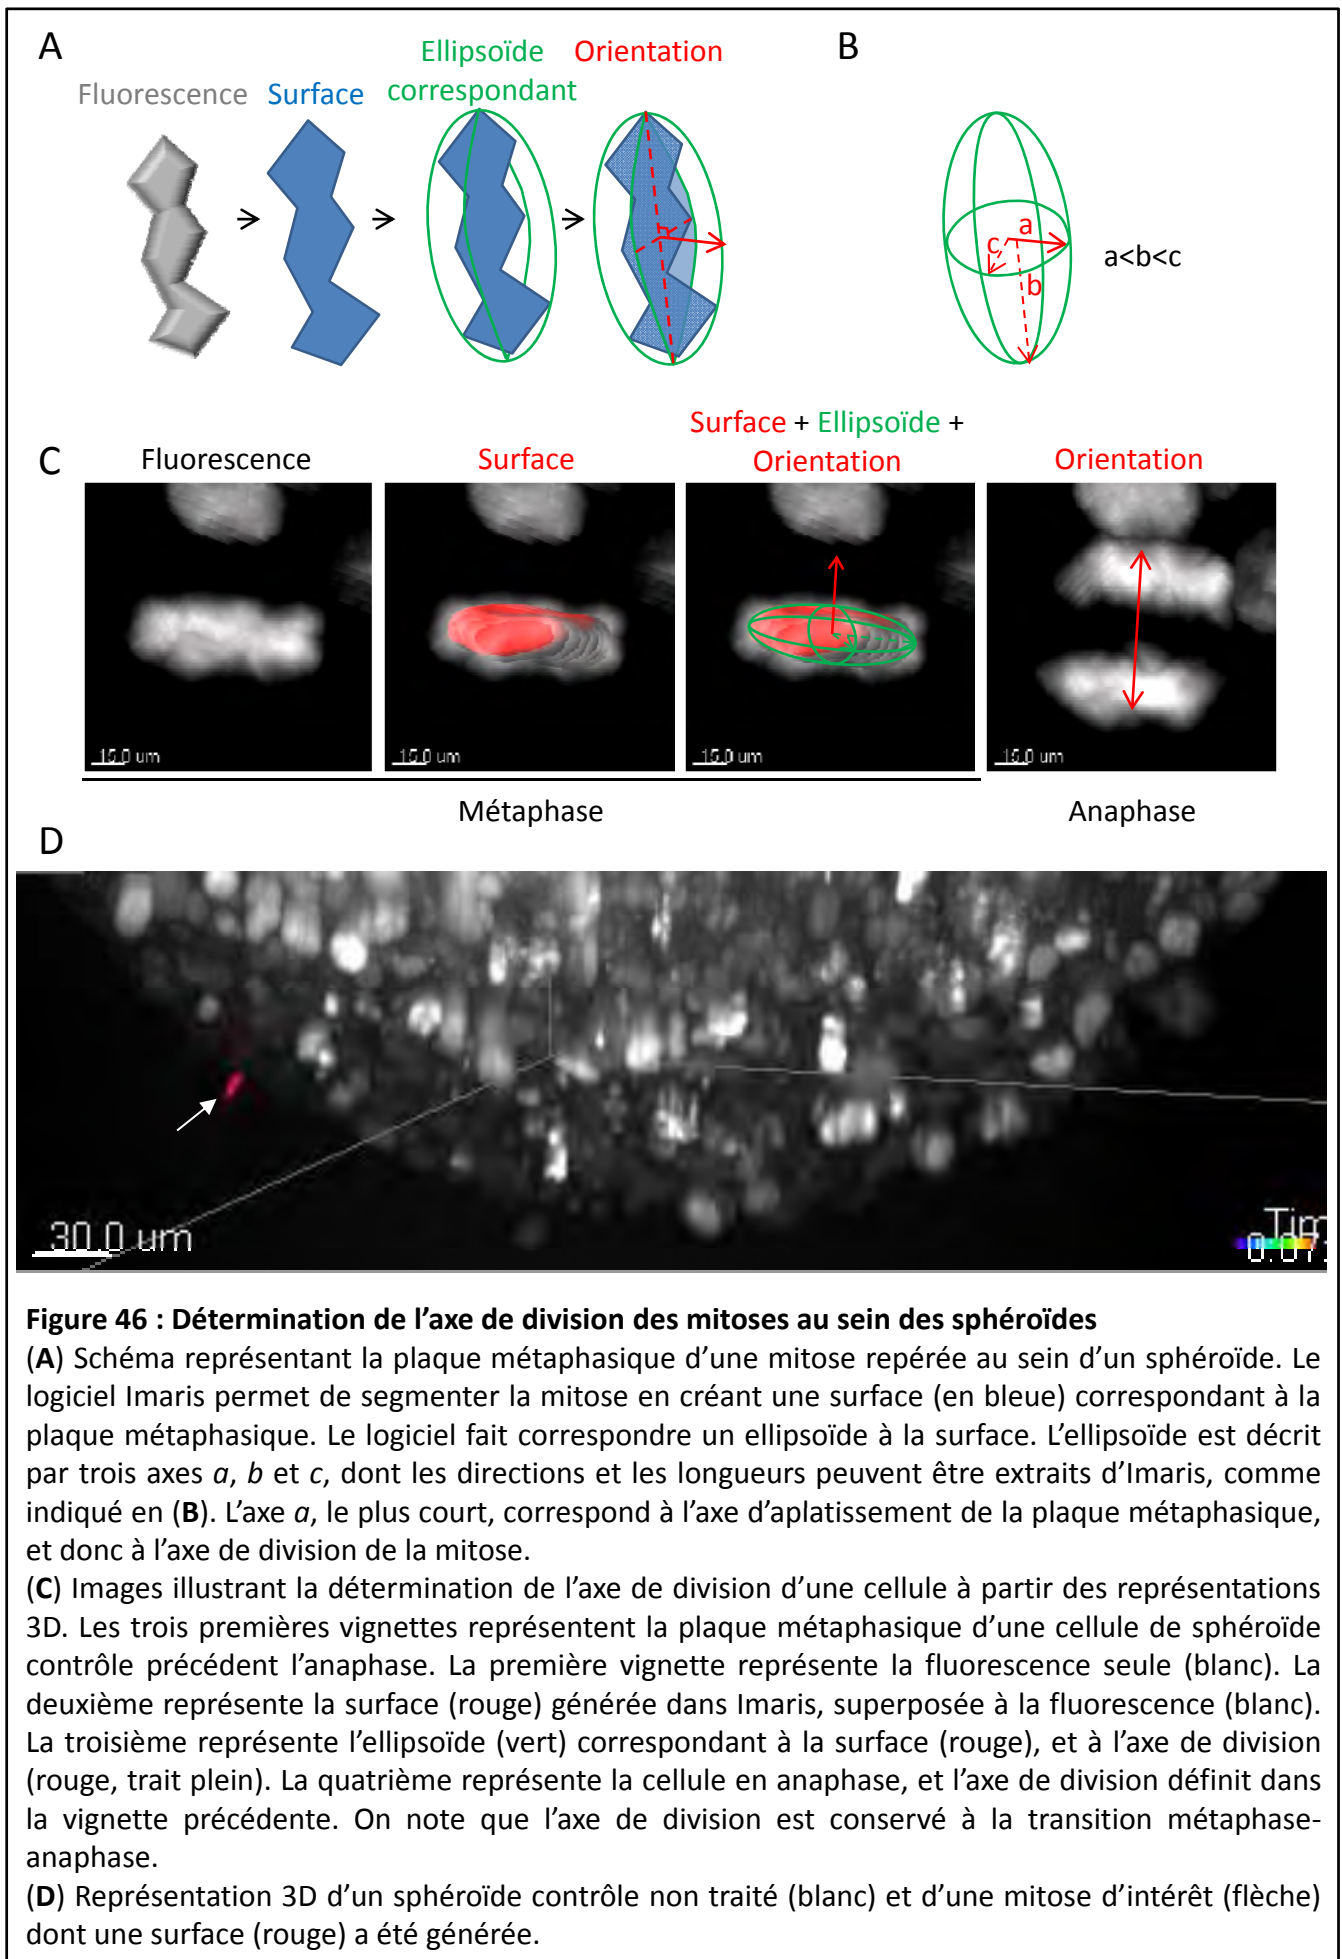 A
B
Ellipsoïde Orientation
Fluorescence Surface correspondant
a
c
b
a<b<c
Surface + Ellipsoïde +
C
Fluorescence Surface Orientation Orientation
15.0 um 15.0 um 15.0 um 15.0 um
Métaphase Anaphase
D
30.0 um
Figure 46 : Détermination de l'axe de division des mitoses au sein des sphéroïdes
(A) Schéma représentant la plaque métaphasique d'une mitose repérée au sein d'un sphéroïde. Le
logiciel Imaris permet de segmenter la mitose en créant une surface (en bleue) correspondant à la
plaque métaphasique. Le logiciel fait correspondre un ellipsoïde à la surface. L'ellipsoïde est décrit
par trois axes a, b et c, dont les directions et les longueurs peuvent être extraits d'Imaris, comme
indiqué en (B). L'axe a, le plus court, correspond à l'axe d'aplatissement de la plaque métaphasique,
et donc à l'axe de division de la mitose.
(C) Images illustrant la détermination de l'axe de division d'une cellule à partir des représentations
3D. Les trois premières vignettes représentent la plaque métaphasique d'une cellule de sphéroïde
contrôle précédent l'anaphase. La première vignette représente la fluorescence seule (blanc). La
deuxième représente la surface (rouge) générée dans Imaris, superposée à la fluorescence (blanc).
La troisième représente l'ellipsoïde (vert) correspondant à la surface (rouge), et à l'axe de division
(rouge, trait plein). La quatrième représente la cellule en anaphase, et l'axe de division définit dans
la vignette précédente. On note que l'axe de division est conservé à la transition métaphase-
anaphase.
(D) Représentation 3D d'un sphéroïde contrôle non traité (blanc) et d'une mitose d'intérêt (flèche)
dont une surface (rouge) a été générée.